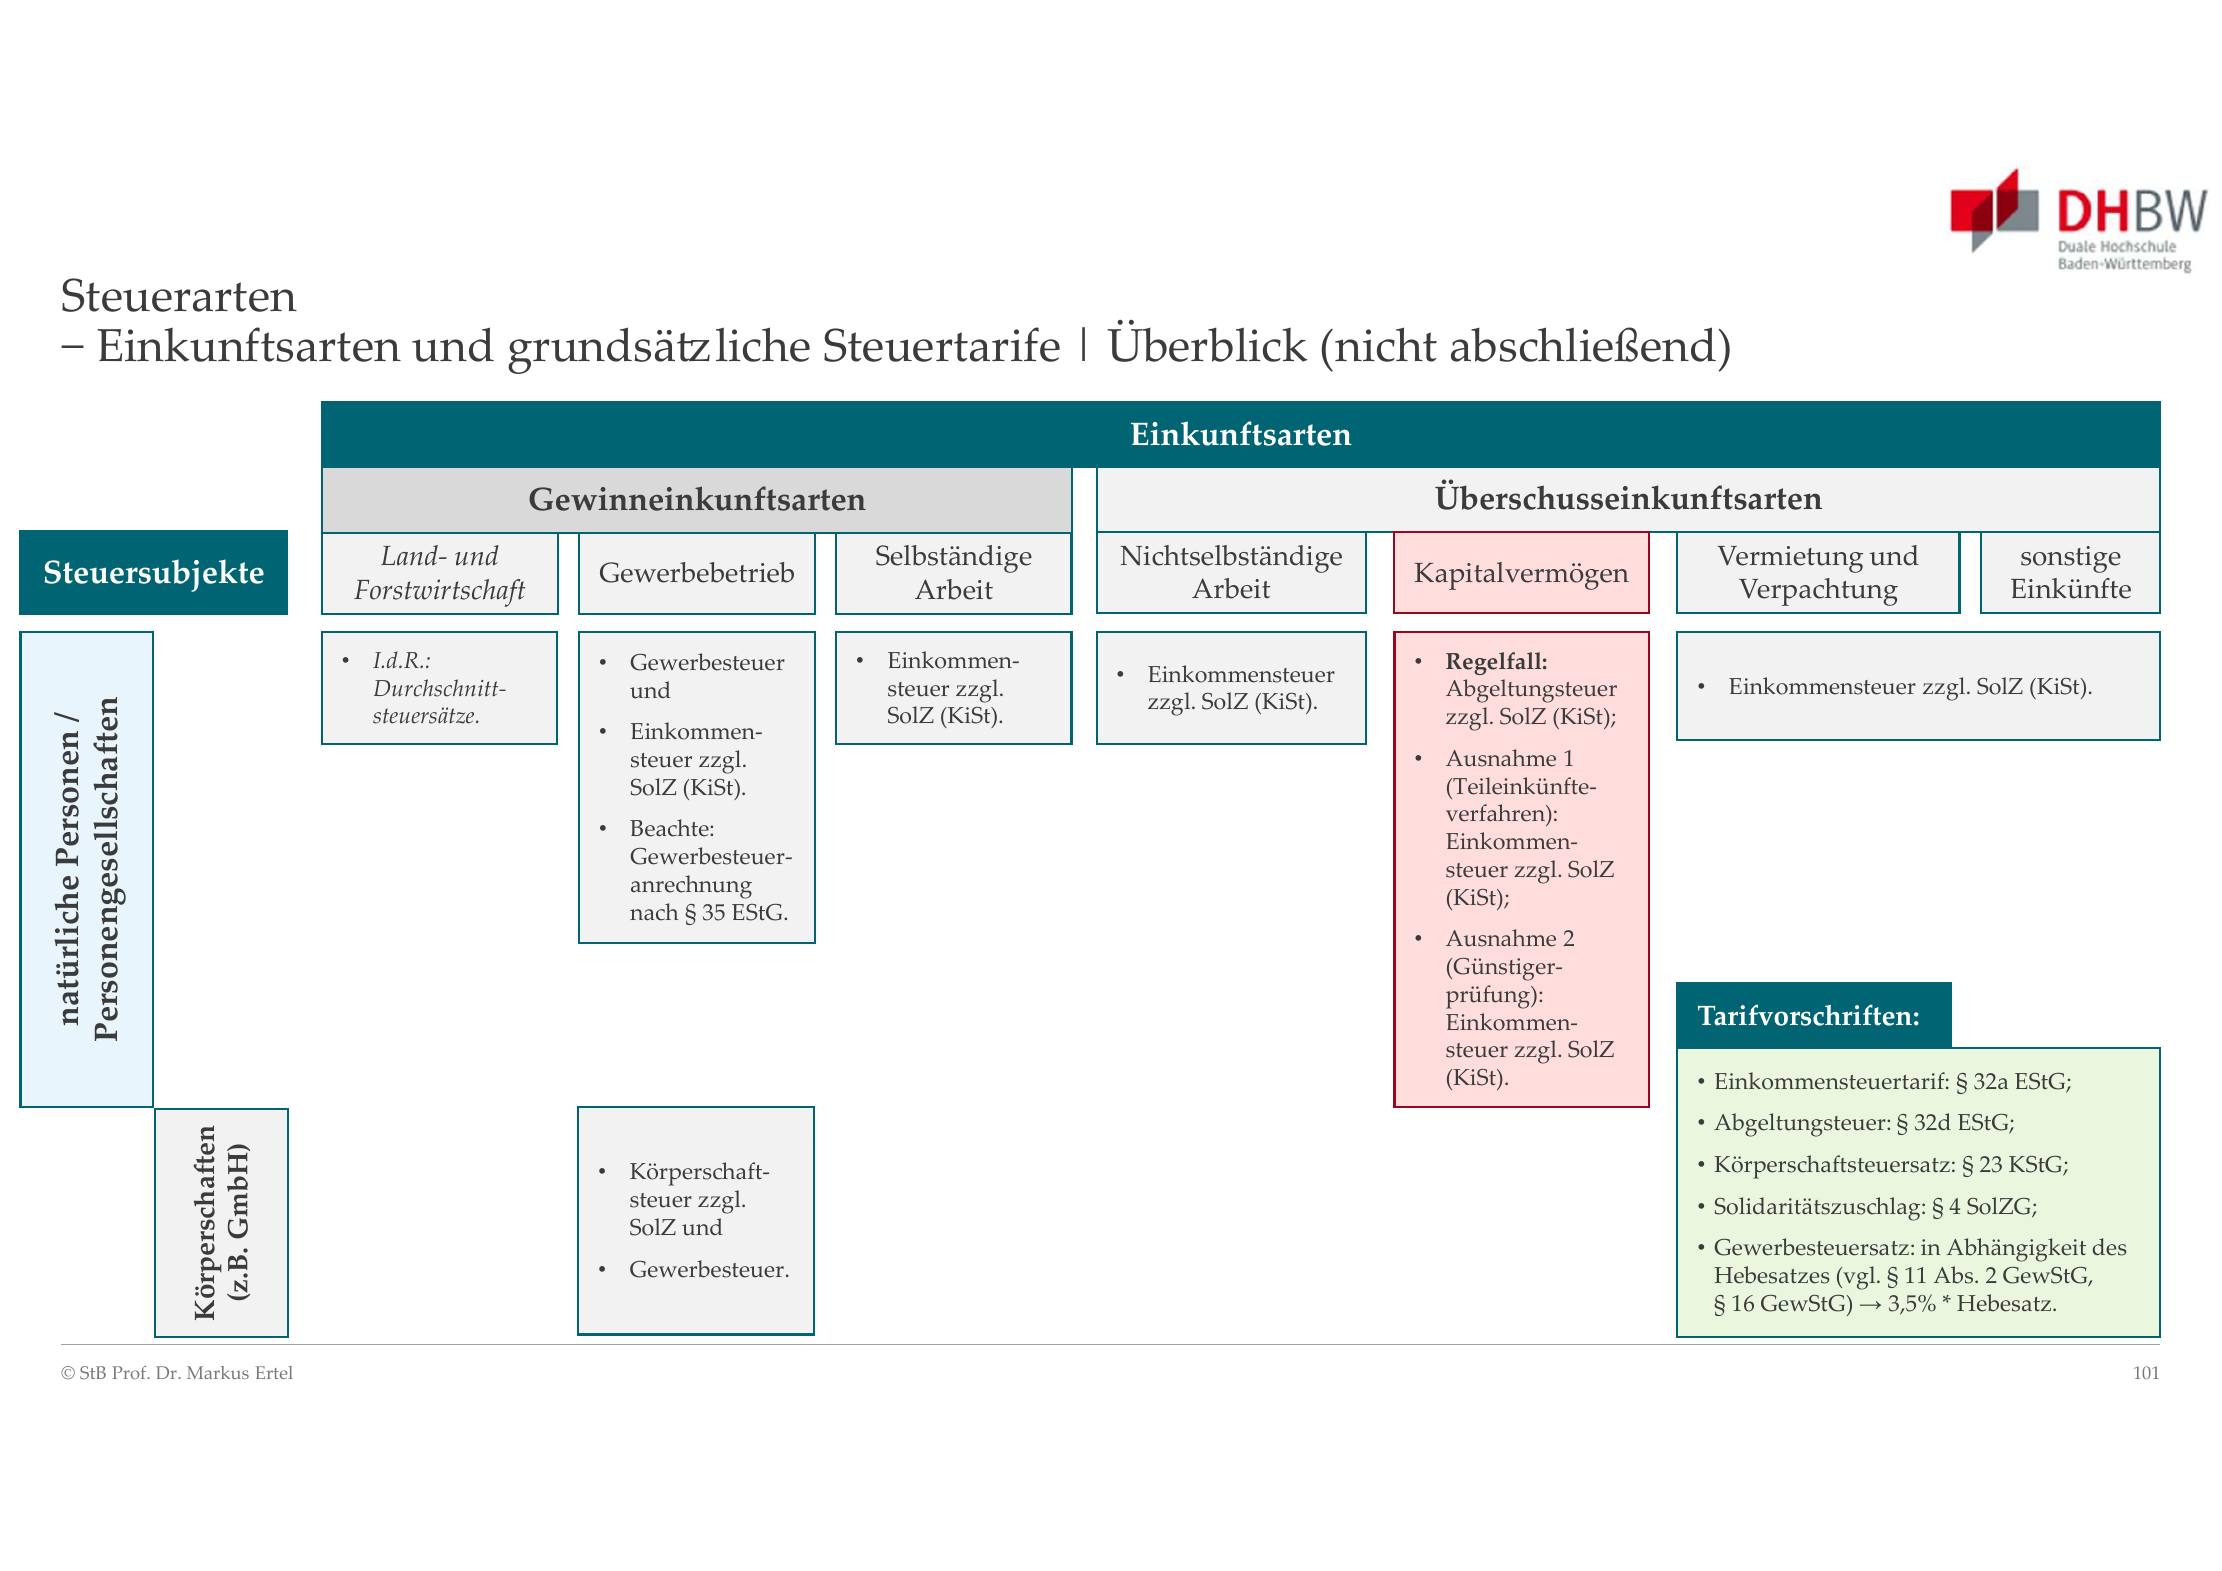 DHBW
Duale Hochschule
Baden-Württemberg
Steuerarten
– Einkunftsarten und grundsätzliche Steuertarife | Überblick (nicht abschließend)
Einkunftsarten
Gewinneinkunftsarten
Überschusseinkunftsarten
Steuersubjekte
Land- und
Forstwirtschaft
Gewerbebetrieb
Selbständige
Arbeit
Nichtselbständige
Arbeit
Kapitalvermögen
Vermietung und
Verpachtung
sonstige
Einkünfte
natürliche Personen /
Personengesellschaften
• I.d.R.:
Durchschnitt-
steuersätze.
• Gewerbesteuer
und
• Einkommen-
steuer zzgl.
SolZ (KiSt).
• Beachte:
Gewerbesteuer-
anrechnung
nach § 35 EStG.
• Einkommen-
steuer zzgl.
SolZ (KiSt).
• Einkommensteuer
zzgl. SolZ (KiSt).
• Regelfall:
Abgeltungsteuer
zzgl. SolZ (KiSt);
• Ausnahme 1
(Teileinkünfte-
verfahren):
Einkommen-
steuer zzgl. SolZ
(KiSt);
• Ausnahme 2
(Günstiger-
prüfung):
Einkommen-
steuer zzgl. SolZ
(KiSt).
• Einkommensteuer zzgl. SolZ (KiSt).
Körperschaften
(z.B. GmbH)
• Körperschaft-
steuer zzgl.
SolZ und
• Gewerbesteuer.
Tarifvorschriften:
• Einkommensteuertarif: § 32a EStG;
• Abgeltungsteuer: § 32d EStG;
• Körperschaftsteuersatz: § 23 KStG;
• Solidaritätszuschlag: § 4 SolZG;
• Gewerbesteuersatz: in Abhängigkeit des
Hebesatzes (vgl. § 11 Abs. 2 GewStG,
§ 16 GewStG) → 3,5% * Hebesatz.
© StB Prof. Dr. Markus Ertel
101